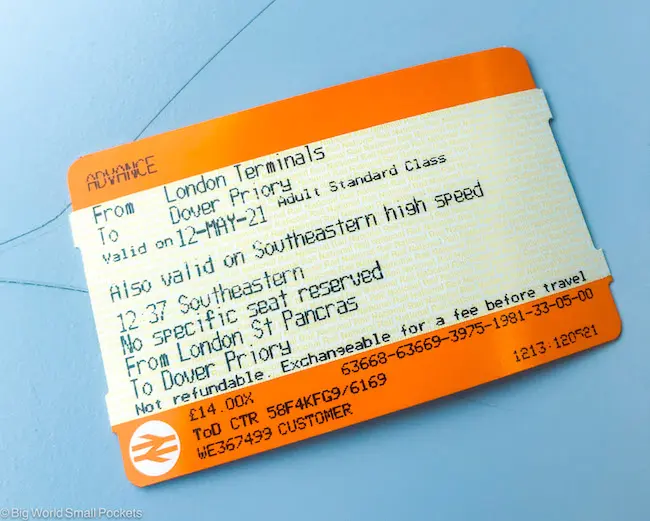 ADVANCE
From London Terminals
To Dover Priory
Valid on 12-MAY-21 Adult Standard Class
Also valid on Southeastern high speed
12:37 Southeastern
No specific seat reserved
From London St Pancras
To Dover Priory
Not refundable. Exchangeable for a fee before travel
£14.00X 63668-63669-3975-1981-33-05-00
ToD CTR 58F4KFG9/6169
WE367499 CUSTOMER 1213:120521
© Big World Small Pockets